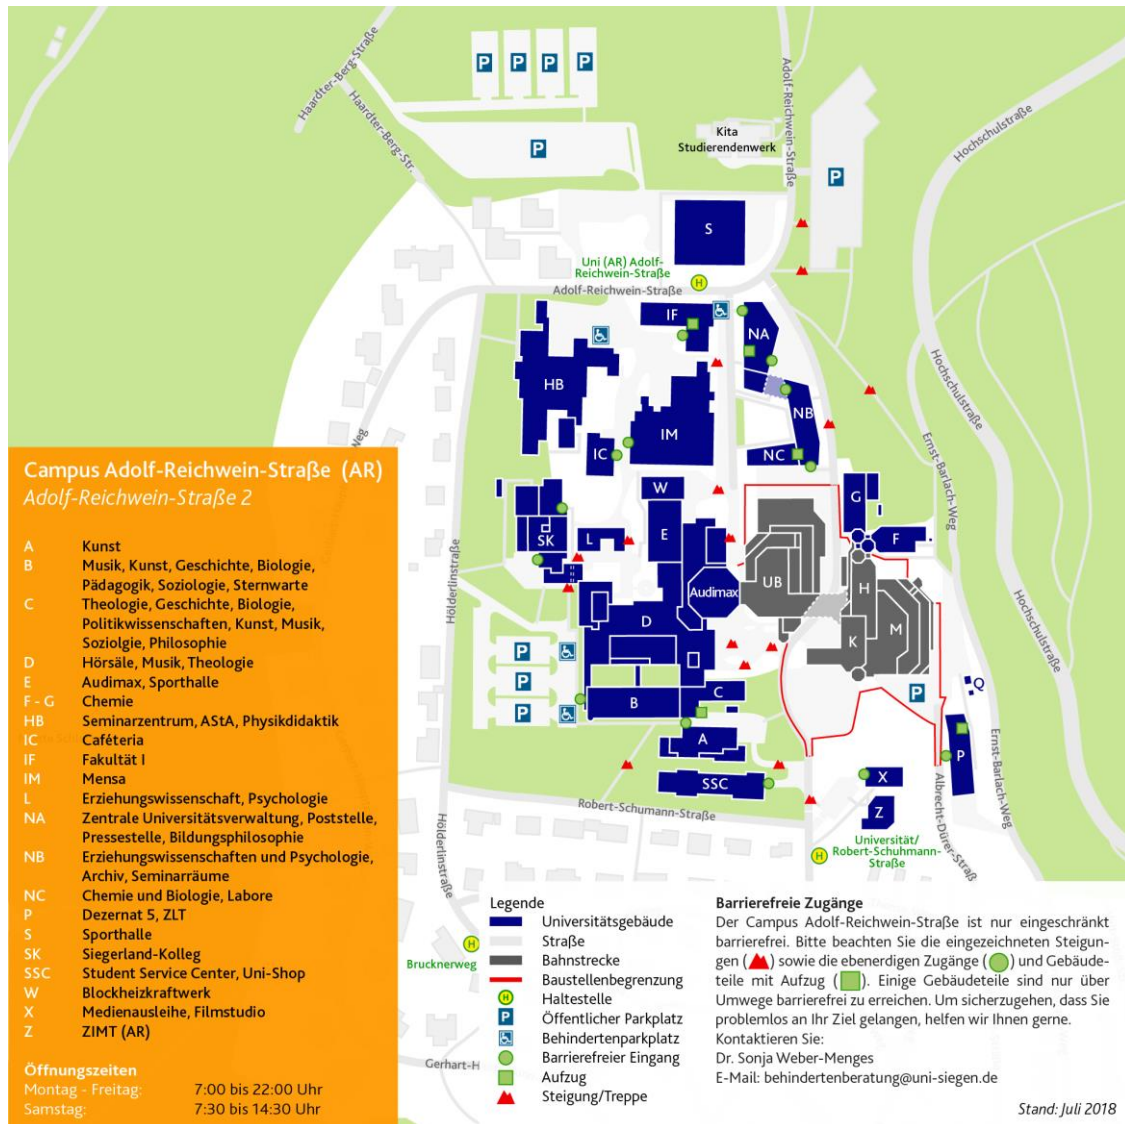 Haardter-Berg-Straße
Haardter-Berg-Str.
P P P P
P
Kita
Studierendenwerk
P
Adolf-Reichwein-Straße
Hochschulstraße
S
Uni (AR) Adolf-
Reichwein-Straße
H
Adolf-Reichwein-Straße
IF
NA
HB
IM
NB
IC
NC
Hochschulstraße
Ernst-Barlach-Weg
Weg
W
G
SK
L
E
F
Hölderlinstraße
Audimax
UB
H
D
K
M
Hochschulstraße
P
P
P
B
C
A
P
Q
SSC
X
P
Z
Robert-Schumann-Straße
Universität/
Robert-Schuhmann-
Straße
H
Albrecht-Dürer-Straß
Ernst-Barlach-Weg
Hölderlinstraße
H
Brucknerweg
Gerhart-H
Campus Adolf-Reichwein-Straße (AR)
Adolf-Reichwein-Straße 2
A Kunst
B Musik, Kunst, Geschichte, Biologie,
Pädagogik, Soziologie, Sternwarte
C Theologie, Geschichte, Biologie,
Politikwissenschaften, Kunst, Musik,
Soziolgie, Philosophie
D Hörsäle, Musik, Theologie
E Audimax, Sporthalle
F - G Chemie
HB Seminarzentrum, AStA, Physikdidaktik
IC Caféteria
IF Fakultät I
IM Mensa
L Erziehungswissenschaft, Psychologie
NA Zentrale Universitätsverwaltung, Poststelle,
Pressestelle, Bildungsphilosophie
NB Erziehungswissenschaften und Psychologie,
Archiv, Seminarräume
NC Chemie und Biologie, Labore
P Dezernat 5, ZLT
S Sporthalle
SK Siegerland-Kolleg
SSC Student Service Center, Uni-Shop
W Blockheizkraftwerk
X Medienausleihe, Filmstudio
Z ZIMT (AR)
Öffnungszeiten
Montag - Freitag: 7:00 bis 22:00 Uhr
Samstag: 7:30 bis 14:30 Uhr
Legende
Universitätsgebäude
Straße
Bahnstrecke
Baustellenbegrenzung
H Haltestelle
P Öffentlicher Parkplatz
Behindertenparkplatz
Barrierefreier Eingang
Aufzug
Steigung/Treppe
Barrierefreie Zugänge
Der Campus Adolf-Reichwein-Straße ist nur eingeschränkt
barrierefrei. Bitte beachten Sie die eingezeichneten Steigun-
gen ( ) sowie die ebenerdigen Zugänge ( ) und Gebäude-
teile mit Aufzug ( ). Einige Gebäudeteile sind nur über
Umwege barrierefrei zu erreichen. Um sicherzugehen, dass Sie
problemlos an Ihr Ziel gelangen, helfen wir Ihnen gerne.
Kontaktieren Sie:
Dr. Sonja Weber-Menges
E-Mail: behindertenberatung@uni-siegen.de
Stand: Juli 2018